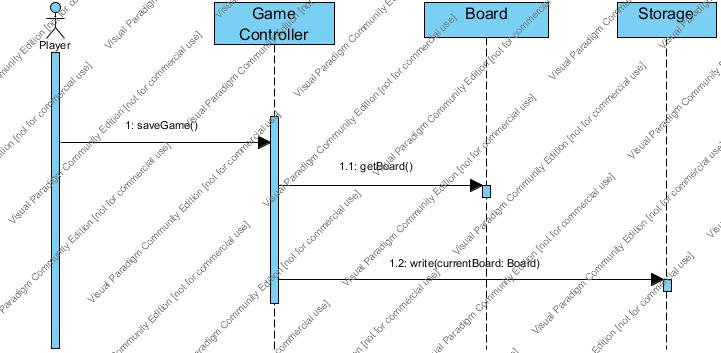 Game
Controller
Board
Storage
Player
1: saveGame()
1.1: getBoard()
1.2: write(currentBoard: Board)
Visual Paradigm Community Edition [not for commercial use]